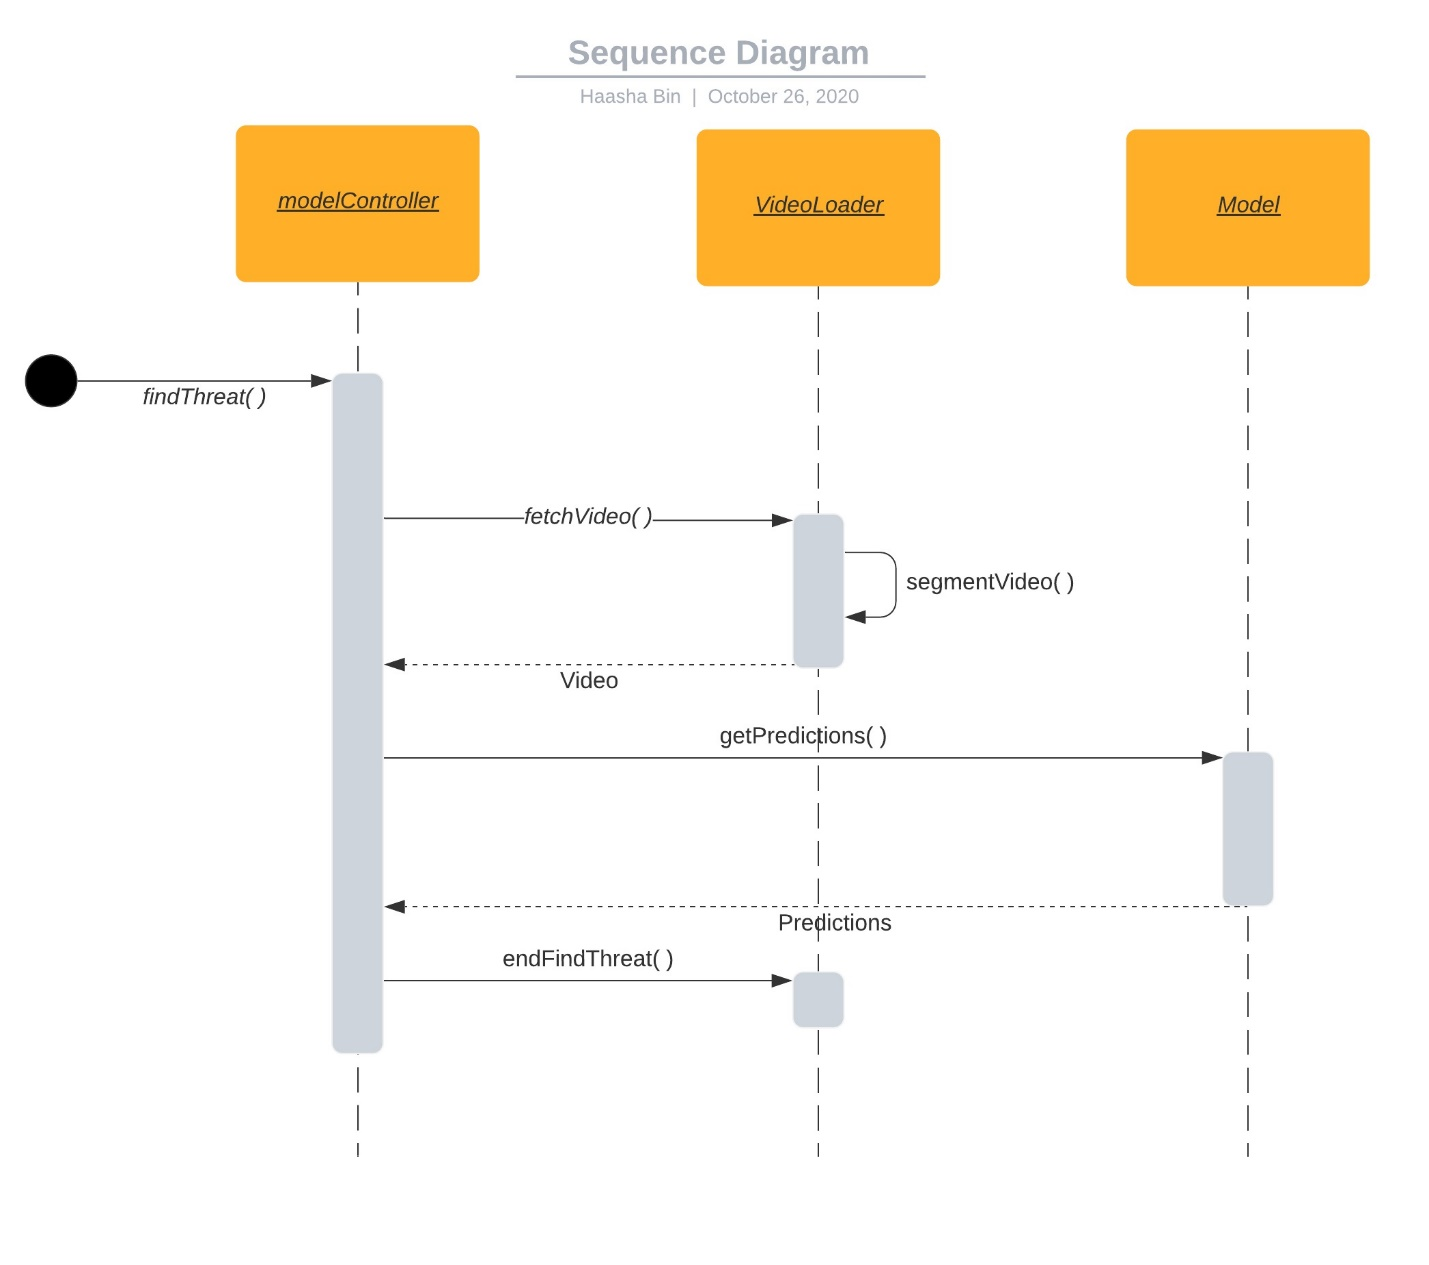 Sequence Diagram
Haasha Bin | October 26, 2020
modelController
VideoLoader
Model
findThreat( )
fetchVideo( )
segmentVideo( )
Video
getPredictions( )
Predictions
endFindThreat( )